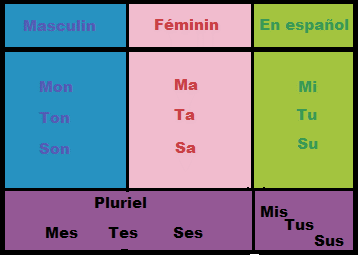 Masculin Féminin En español
Mon Ma Mi
Ton Ta Tu
Son Sa Su
Pluriel
Mes Tes Ses
Mis
Tus
Sus